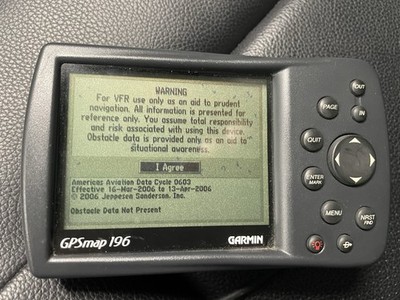 WARNING
For VFR use only as an aid to prudent
navigation. All information is presented for
reference only. You assume total responsibility
and risk associated with using this device.
Obstacle data is provided only as an aid to
situational awareness.
I Agree
Americas Aviation Data Cycle D603
Effective 16-Mar-2006 to 13-Apr-2006
© 2006 Jeppesen Sanderson, Inc.
Obstacle Data Not Present
GPSmap 196
GARMIN
OUT
PAGE
IN
QUIT
ENTER
MARK
MENU
NRST
FIND